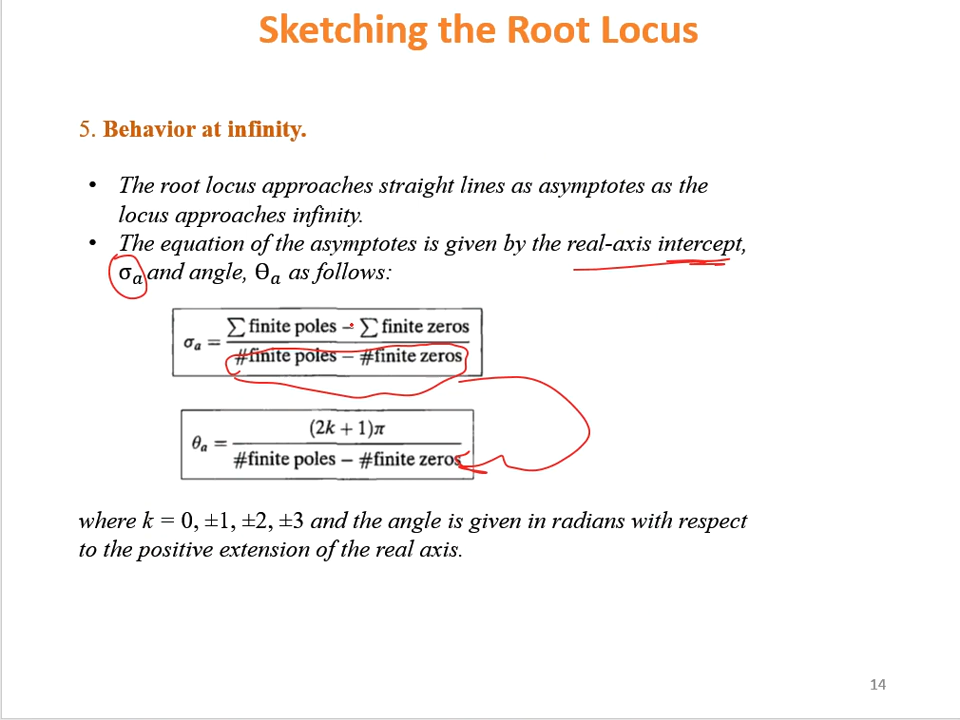 Sketching the Root Locus
5. Behavior at infinity.
• The root locus approaches straight lines as asymptotes as the
locus approaches infinity.
• The equation of the asymptotes is given by the real-axis intercept,
σₐ and angle, Θₐ as follows:
σₐ = (∑ finite poles − ∑ finite zeros) / (#finite poles − #finite zeros)
θₐ = (2k + 1)π / (#finite poles − #finite zeros)
where k = 0, ±1, ±2, ±3 and the angle is given in radians with respect
to the positive extension of the real axis.
14